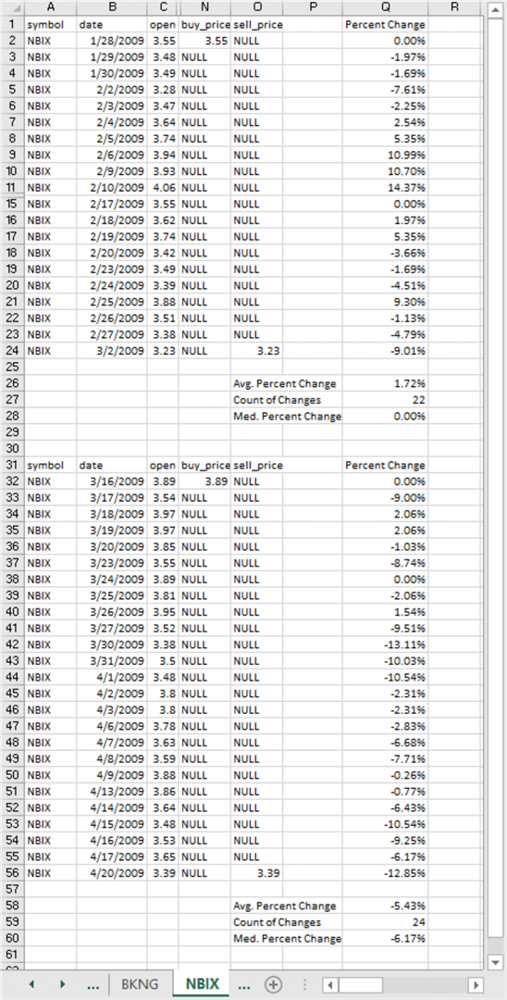 A B C N O P Q R
1 symbol date open buy_price sell_price Percent Change
2 NBIX 1/28/2009 3.55 3.55 NULL 0.00%
3 NBIX 1/29/2009 3.48 NULL NULL -1.97%
4 NBIX 1/30/2009 3.49 NULL NULL -1.69%
5 NBIX 2/2/2009 3.28 NULL NULL -7.61%
6 NBIX 2/3/2009 3.47 NULL NULL -2.25%
7 NBIX 2/4/2009 3.64 NULL NULL 2.54%
8 NBIX 2/5/2009 3.74 NULL NULL 5.35%
9 NBIX 2/6/2009 3.94 NULL NULL 10.99%
10 NBIX 2/9/2009 3.93 NULL NULL 10.70%
11 NBIX 2/10/2009 4.06 NULL NULL 14.37%
15 NBIX 2/17/2009 3.55 NULL NULL 0.00%
16 NBIX 2/18/2009 3.62 NULL NULL 1.97%
17 NBIX 2/19/2009 3.74 NULL NULL 5.35%
18 NBIX 2/20/2009 3.42 NULL NULL -3.66%
19 NBIX 2/23/2009 3.49 NULL NULL -1.69%
20 NBIX 2/24/2009 3.39 NULL NULL -4.51%
21 NBIX 2/25/2009 3.88 NULL NULL 9.30%
22 NBIX 2/26/2009 3.51 NULL NULL -1.13%
23 NBIX 2/27/2009 3.38 NULL NULL -4.79%
24 NBIX 3/2/2009 3.23 NULL 3.23 -9.01%
25
26 Avg. Percent Change 1.72%
27 Count of Changes 22
28 Med. Percent Change 0.00%
29
30
31 symbol date open buy_price sell_price Percent Change
32 NBIX 3/16/2009 3.89 3.89 NULL 0.00%
33 NBIX 3/17/2009 3.54 NULL NULL -9.00%
34 NBIX 3/18/2009 3.97 NULL NULL 2.06%
35 NBIX 3/19/2009 3.97 NULL NULL 2.06%
36 NBIX 3/20/2009 3.85 NULL NULL -1.03%
37 NBIX 3/23/2009 3.55 NULL NULL -8.74%
38 NBIX 3/24/2009 3.89 NULL NULL 0.00%
39 NBIX 3/25/2009 3.81 NULL NULL -2.06%
40 NBIX 3/26/2009 3.95 NULL NULL 1.54%
41 NBIX 3/27/2009 3.52 NULL NULL -9.51%
42 NBIX 3/30/2009 3.38 NULL NULL -13.11%
43 NBIX 3/31/2009 3.5 NULL NULL -10.03%
44 NBIX 4/1/2009 3.48 NULL NULL -10.54%
45 NBIX 4/2/2009 3.8 NULL NULL -2.31%
46 NBIX 4/3/2009 3.8 NULL NULL -2.31%
47 NBIX 4/6/2009 3.78 NULL NULL -2.83%
48 NBIX 4/7/2009 3.63 NULL NULL -6.68%
49 NBIX 4/8/2009 3.59 NULL NULL -7.71%
50 NBIX 4/9/2009 3.88 NULL NULL -0.26%
51 NBIX 4/13/2009 3.86 NULL NULL -0.77%
52 NBIX 4/14/2009 3.64 NULL NULL -6.43%
53 NBIX 4/15/2009 3.48 NULL NULL -10.54%
54 NBIX 4/16/2009 3.53 NULL NULL -9.25%
55 NBIX 4/17/2009 3.65 NULL NULL -6.17%
56 NBIX 4/20/2009 3.39 NULL 3.39 -12.85%
57
58 Avg. Percent Change -5.43%
59 Count of Changes 24
60 Med. Percent Change -6.17%
61
... BKNG NBIX ...